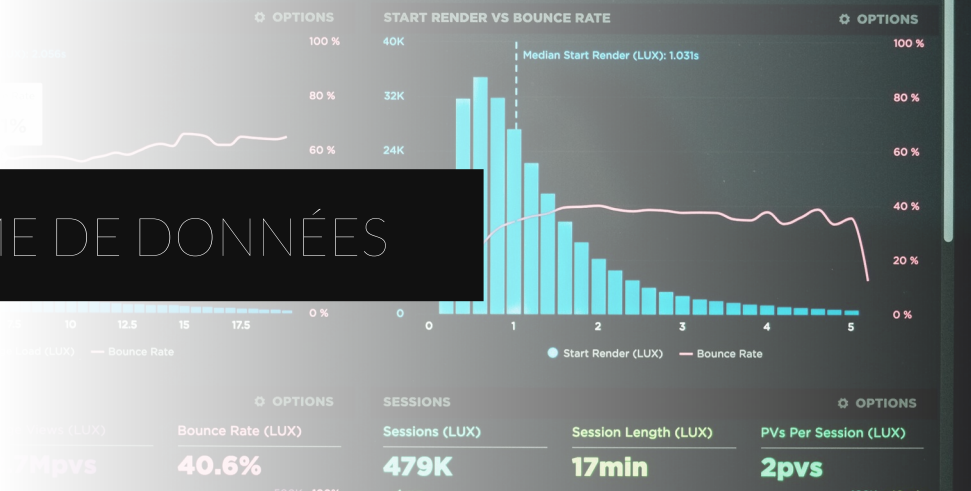 OPTIONS
START RENDER VS BOUNCE RATE
OPTIONS
100 %
40K
100 %
Median Start Render (LUX): 1.031s
80 %
32K
80 %
60 %
24K
60 %
DE DONNÉES
40 %
20 %
0 %
0
0 %
10
12.5
15
17.5
0
1
2
3
4
5
(LUX)
Bounce Rate
Start Render (LUX)
Bounce Rate
OPTIONS
SESSIONS
OPTIONS
(LUX)
Bounce Rate (LUX)
Sessions (LUX)
Session Length (LUX)
PVs Per Session (LUX)
40.6%
479K
17min
2pvs